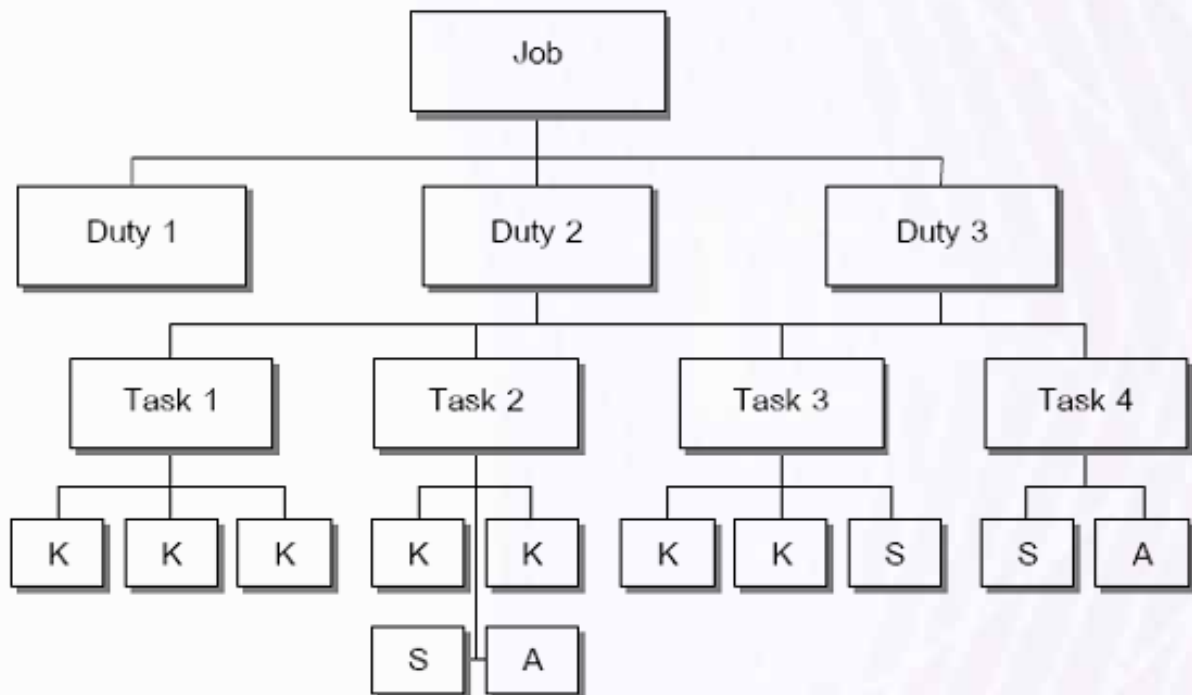 Job
Duty 1 Duty 2 Duty 3
Task 1 Task 2 Task 3 Task 4
K K K K K K K S S A
S A